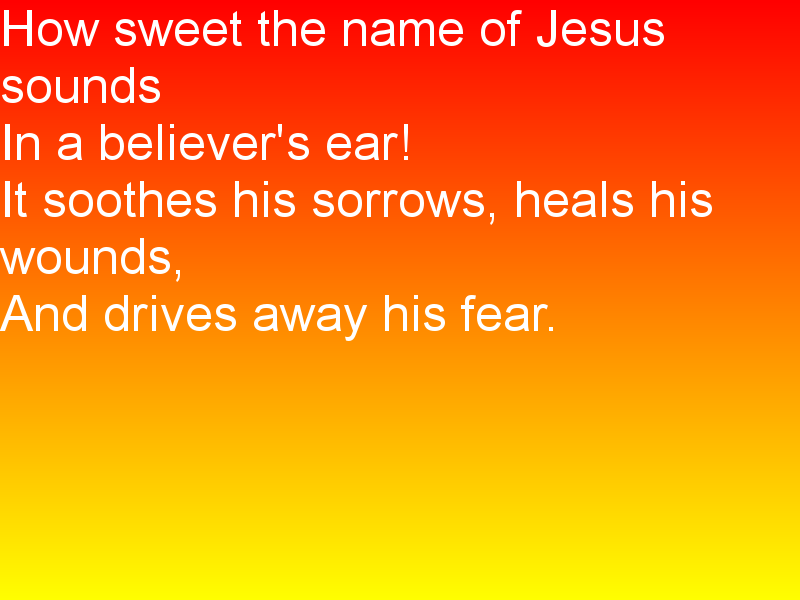 How sweet the name of Jesus
sounds
In a believer's ear!
It soothes his sorrows, heals his
wounds,
And drives away his fear.